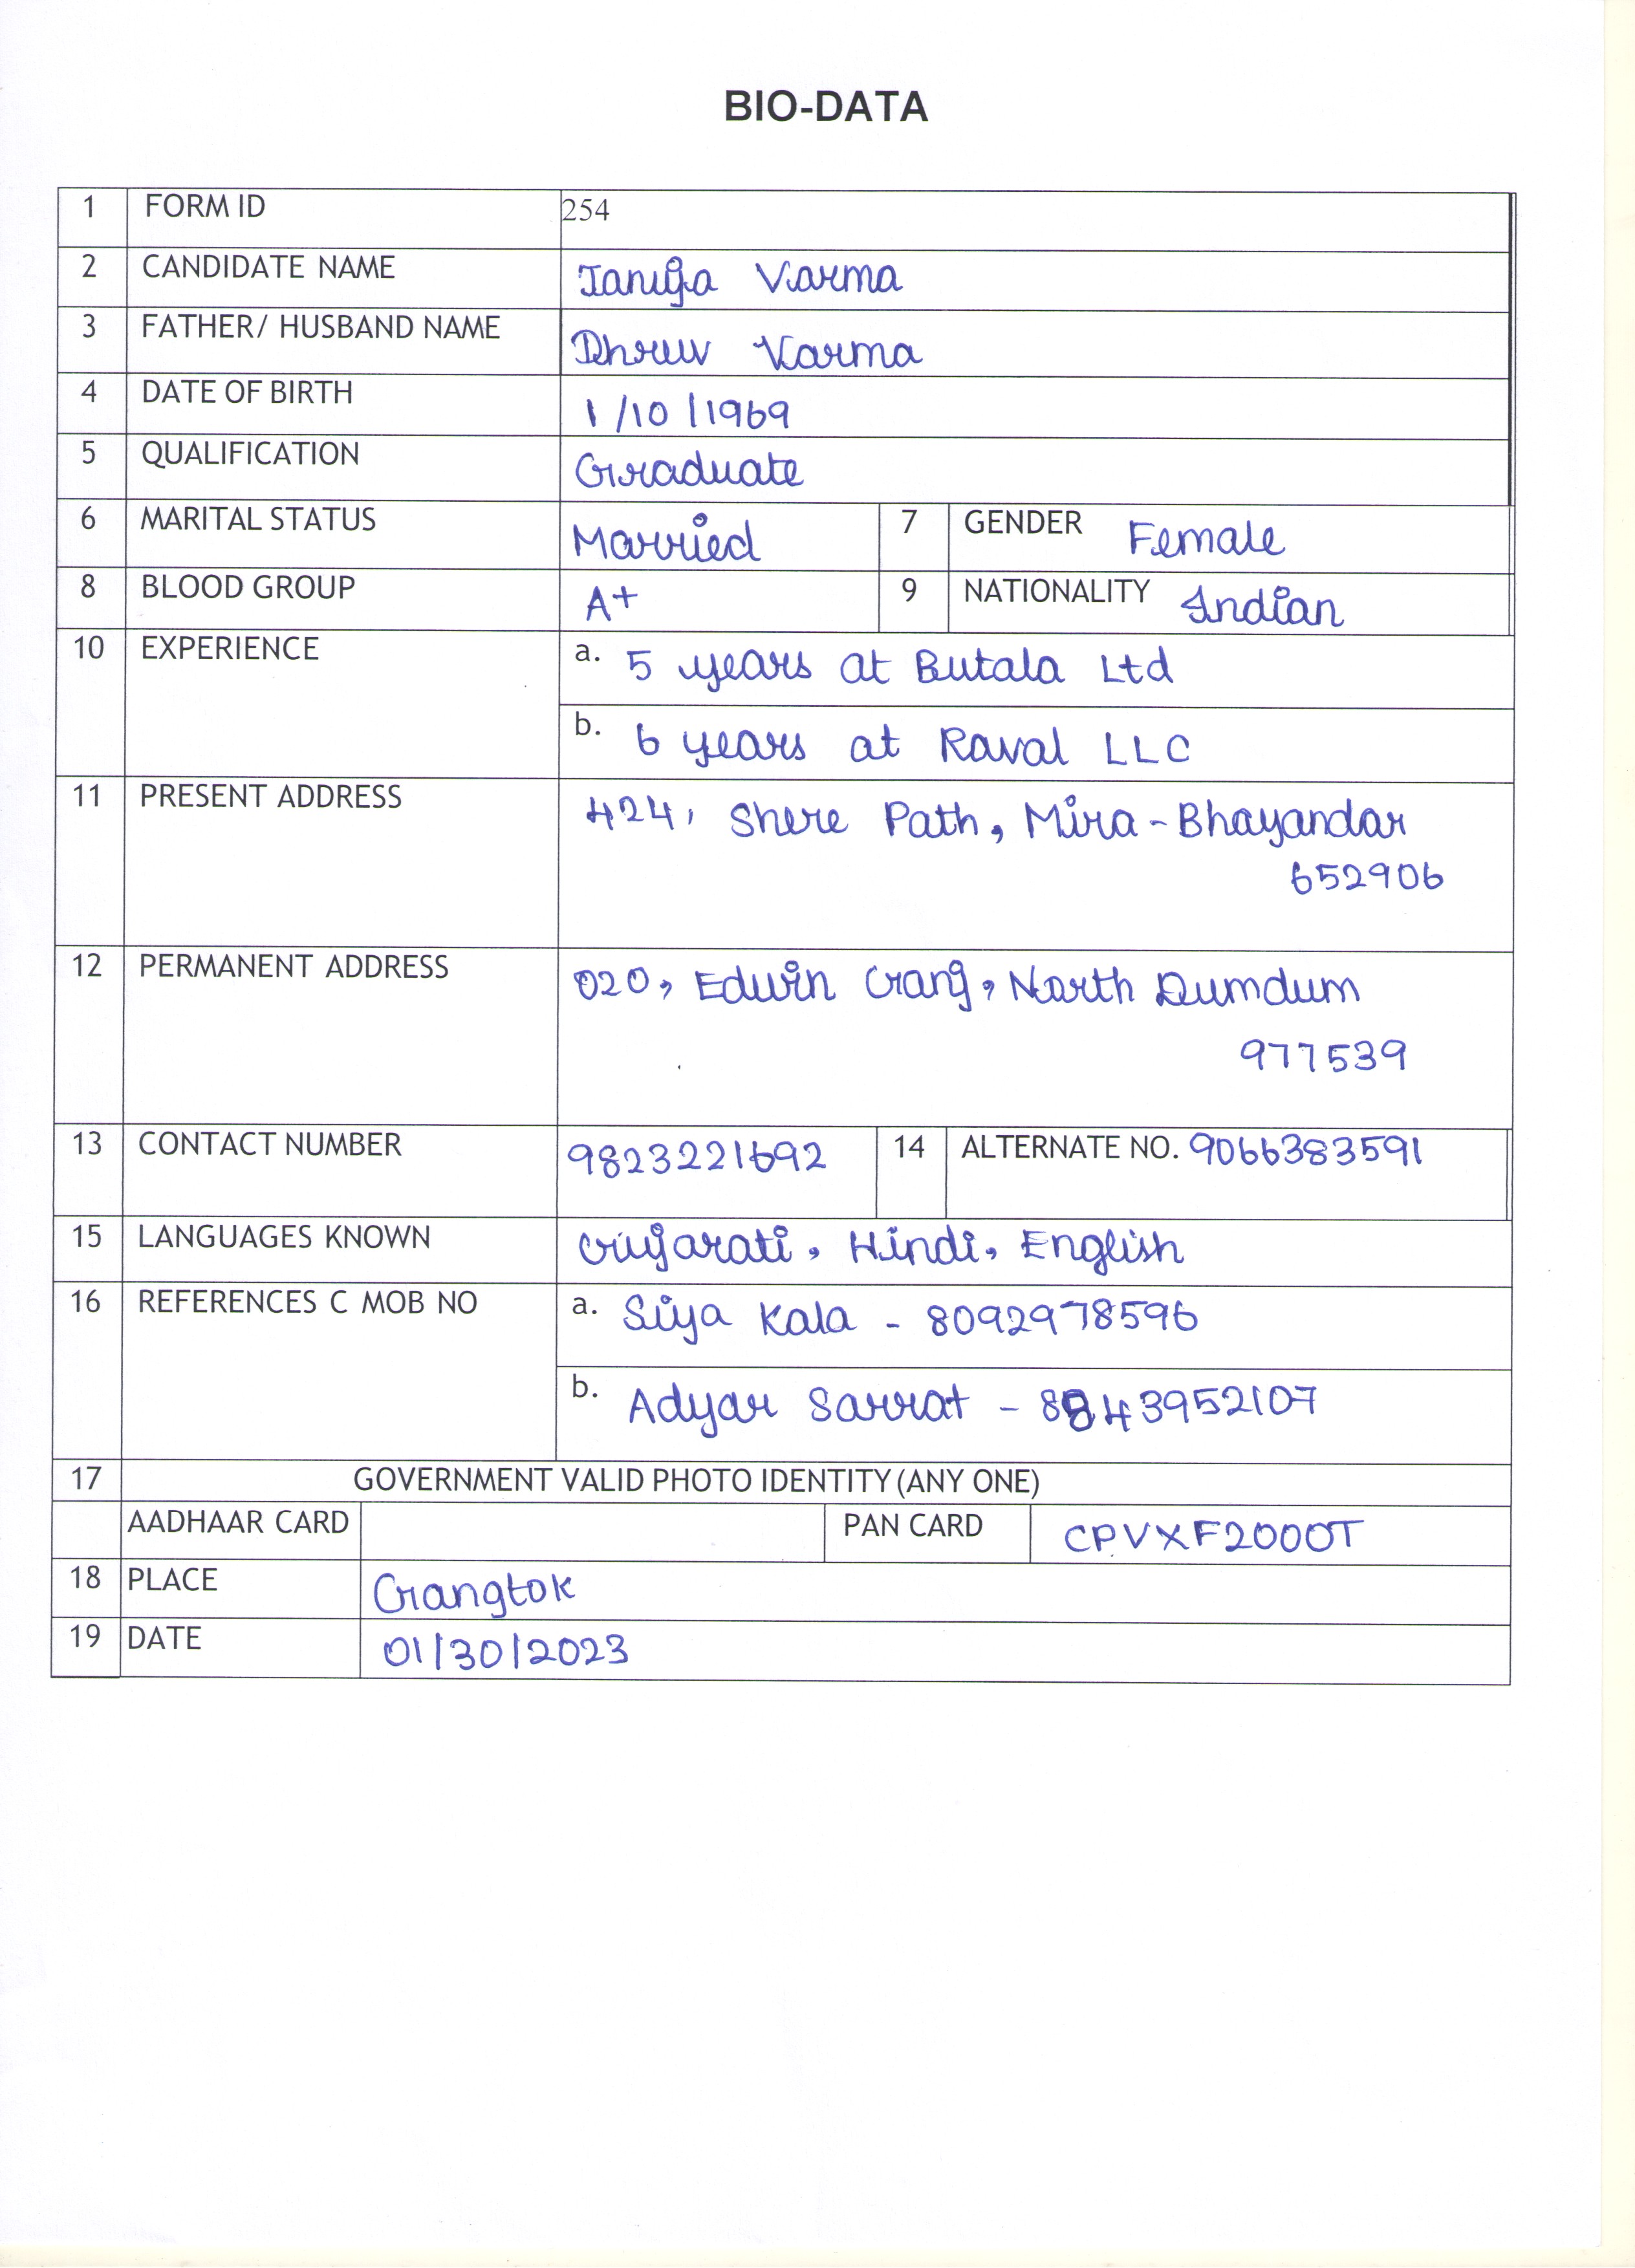 BIO-DATA
1 FORM ID 254
2 CANDIDATE NAME Varma
3 FATHER/ HUSBAND NAME Dhruv Varma
4 DATE OF BIRTH 1/10/1969
5 QUALIFICATION Graduate
6 MARITAL STATUS Married 7 GENDER Female
8 BLOOD GROUP A+ 9 NATIONALITY Indian
10 EXPERIENCE a. 5 years at Butala Ltd
b. 6 years at Raval LLC
11 PRESENT ADDRESS 424, Shere Path, Mira-Bhayandar
652906
12 PERMANENT ADDRESS 020, Edwin Gang, North Dumdum
977539
13 CONTACT NUMBER 9823221692 14 ALTERNATE NO. 9066383591
15 LANGUAGES KNOWN Gujarati, Hindi, English
16 REFERENCES C MOB NO a. Siya Kala - 8092978596
b. Adyar Sarrat - 8843952107
17 GOVERNMENT VALID PHOTO IDENTITY (ANY ONE)
AADHAAR CARD PAN CARD CPVXF2000T
18 PLACE Gangtok
19 DATE 01/30/2023